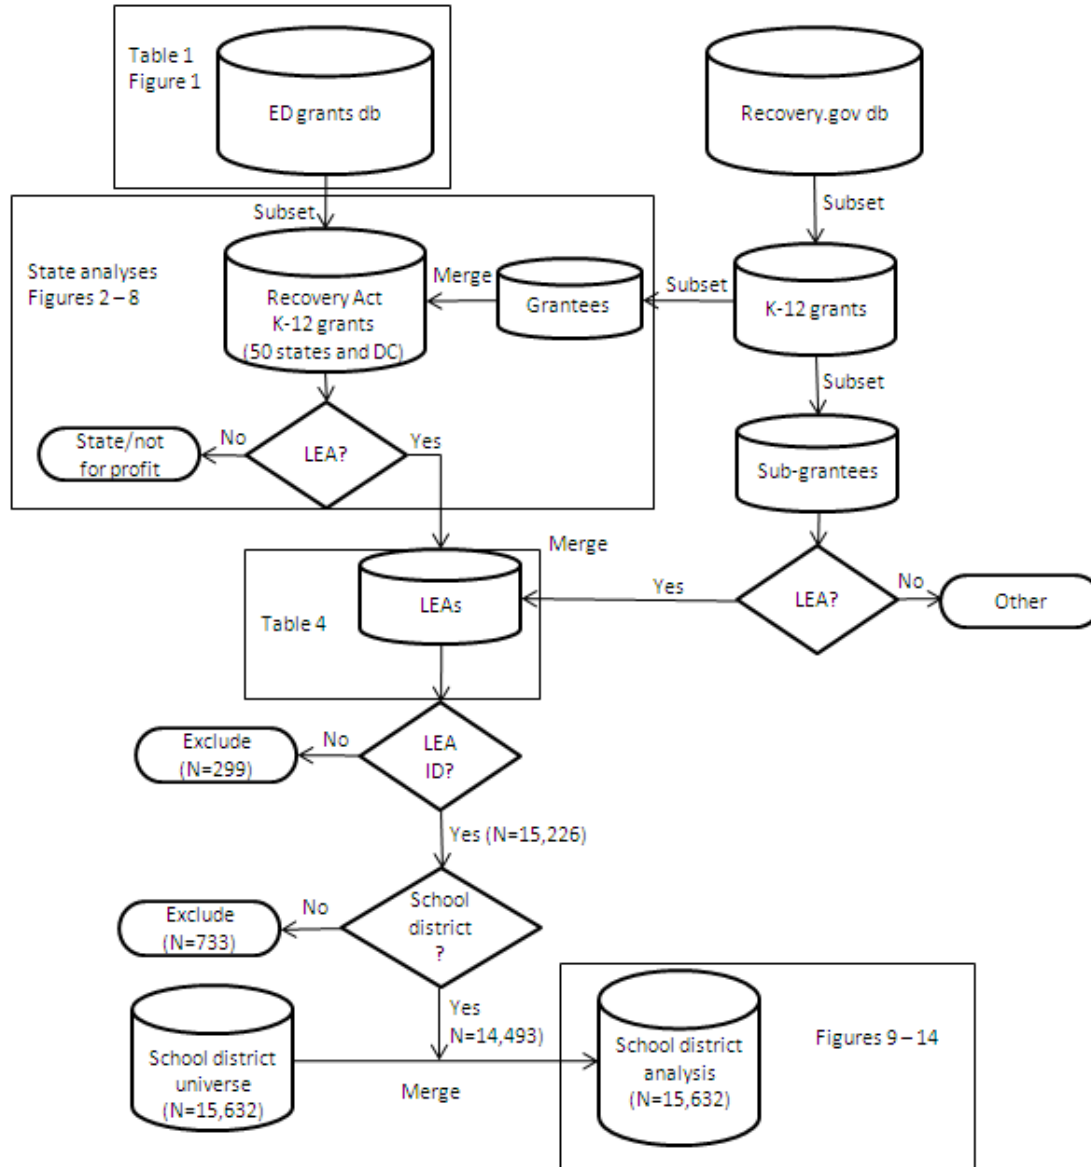 Table 1
Figure 1
ED grants db
Recovery.gov db
Subset
Subset
State analyses
Figures 2 – 8
Recovery Act
K-12 grants
(50 states and DC)
Merge
Grantees
Subset
K-12 grants
Subset
State/not
for profit
No
LEA?
Yes
Sub-grantees
Merge
Table 4
LEAs
Yes
LEA?
No
Other
Exclude
(N=299)
No
LEA
ID?
Yes (N=15,226)
Exclude
(N=733)
No
School
district
?
Yes
N=14,493)
School district
universe
(N=15,632)
Merge
School district
analysis
(N=15,632)
Figures 9 – 14